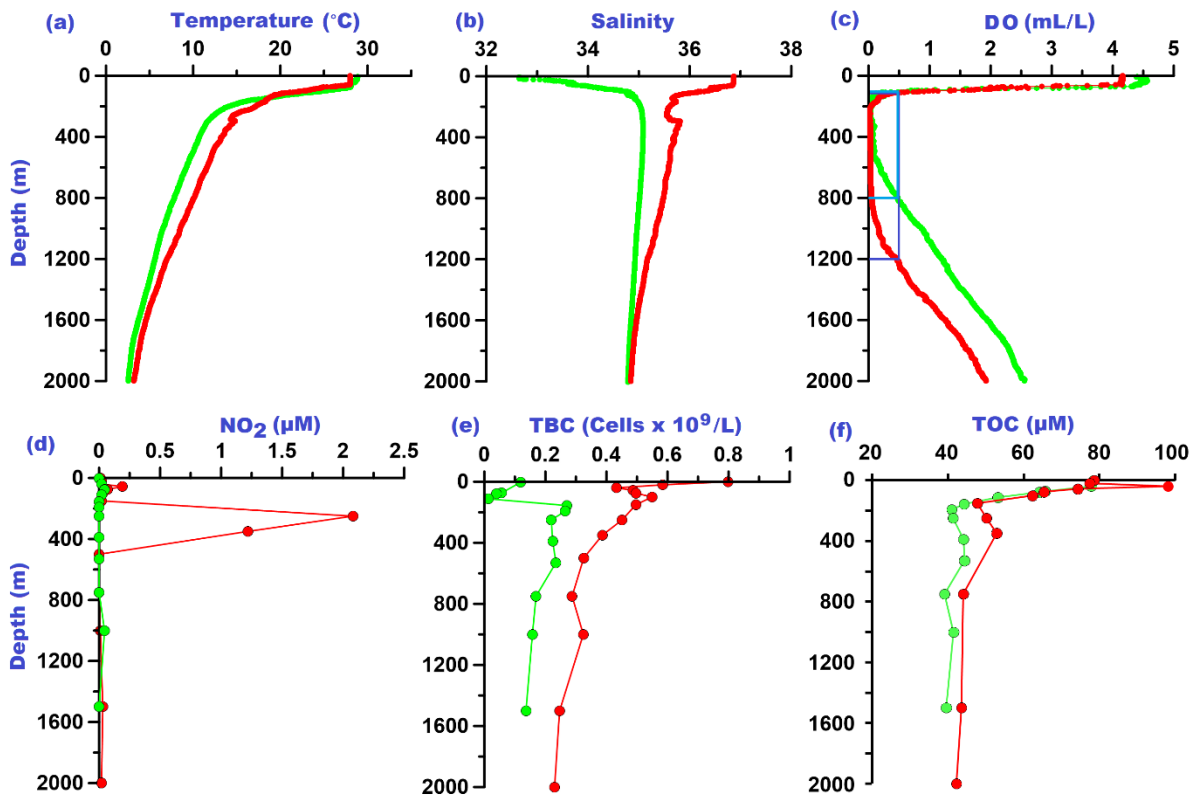 (a) Temperature (°C)
0 10 20 30
(b) Salinity
32 34 36 38
(c) DO (mL/L)
0 1 2 3 4 5
Depth (m)
0
400
800
1200
1600
2000
0
400
800
1200
1600
2000
0
400
800
1200
1600
2000
(d) NO₂ (µM)
0 0.5 1 1.5 2 2.5
(e) TBC (Cells x 10⁹/L)
0 0.2 0.4 0.6 0.8 1
(f) TOC (µM)
20 40 60 80 100
Depth (m)
0
400
800
1200
1600
2000
0
400
800
1200
1600
2000
0
400
800
1200
1600
2000